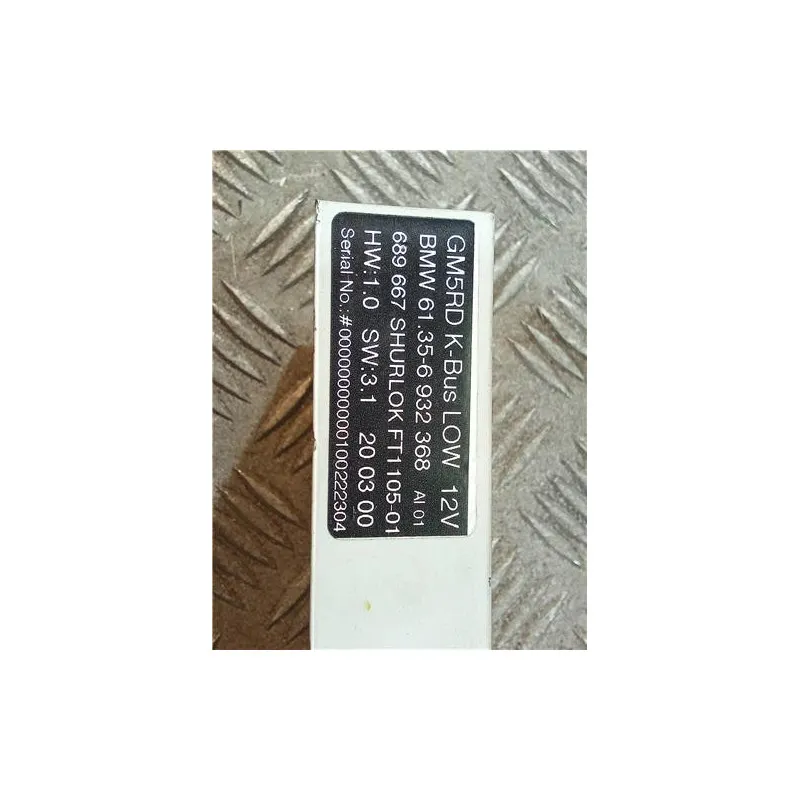 GM5RD K-Bus LOW 12V
BMW 61.35-6 932 368 AI 01
689 667 SHURLOK FT1105-01
HW:1.0 SW:3.1 20 03 00
Serial No.:#0000000000100222304